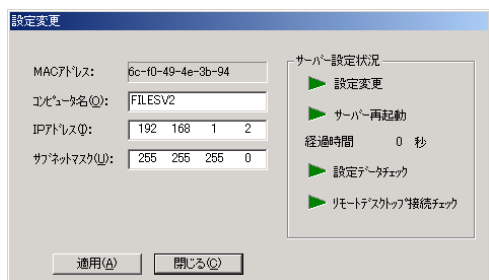 設定変更
MACｱﾄﾞﾚｽ: 6c-f0-49-4e-3b-94
ｺﾝﾋﾟｭｰﾀ名(O): FILESV2
IPｱﾄﾞﾚｽ(I): 192 168 1 2
ｻﾌﾞﾈｯﾄﾏｽｸ(U): 255 255 255 0
適用(A) 閉じる(C)
サーバー設定状況
設定変更
サーバー再起動
経過時間 0 秒
設定データチェック
リモートデスクトップ接続チェック